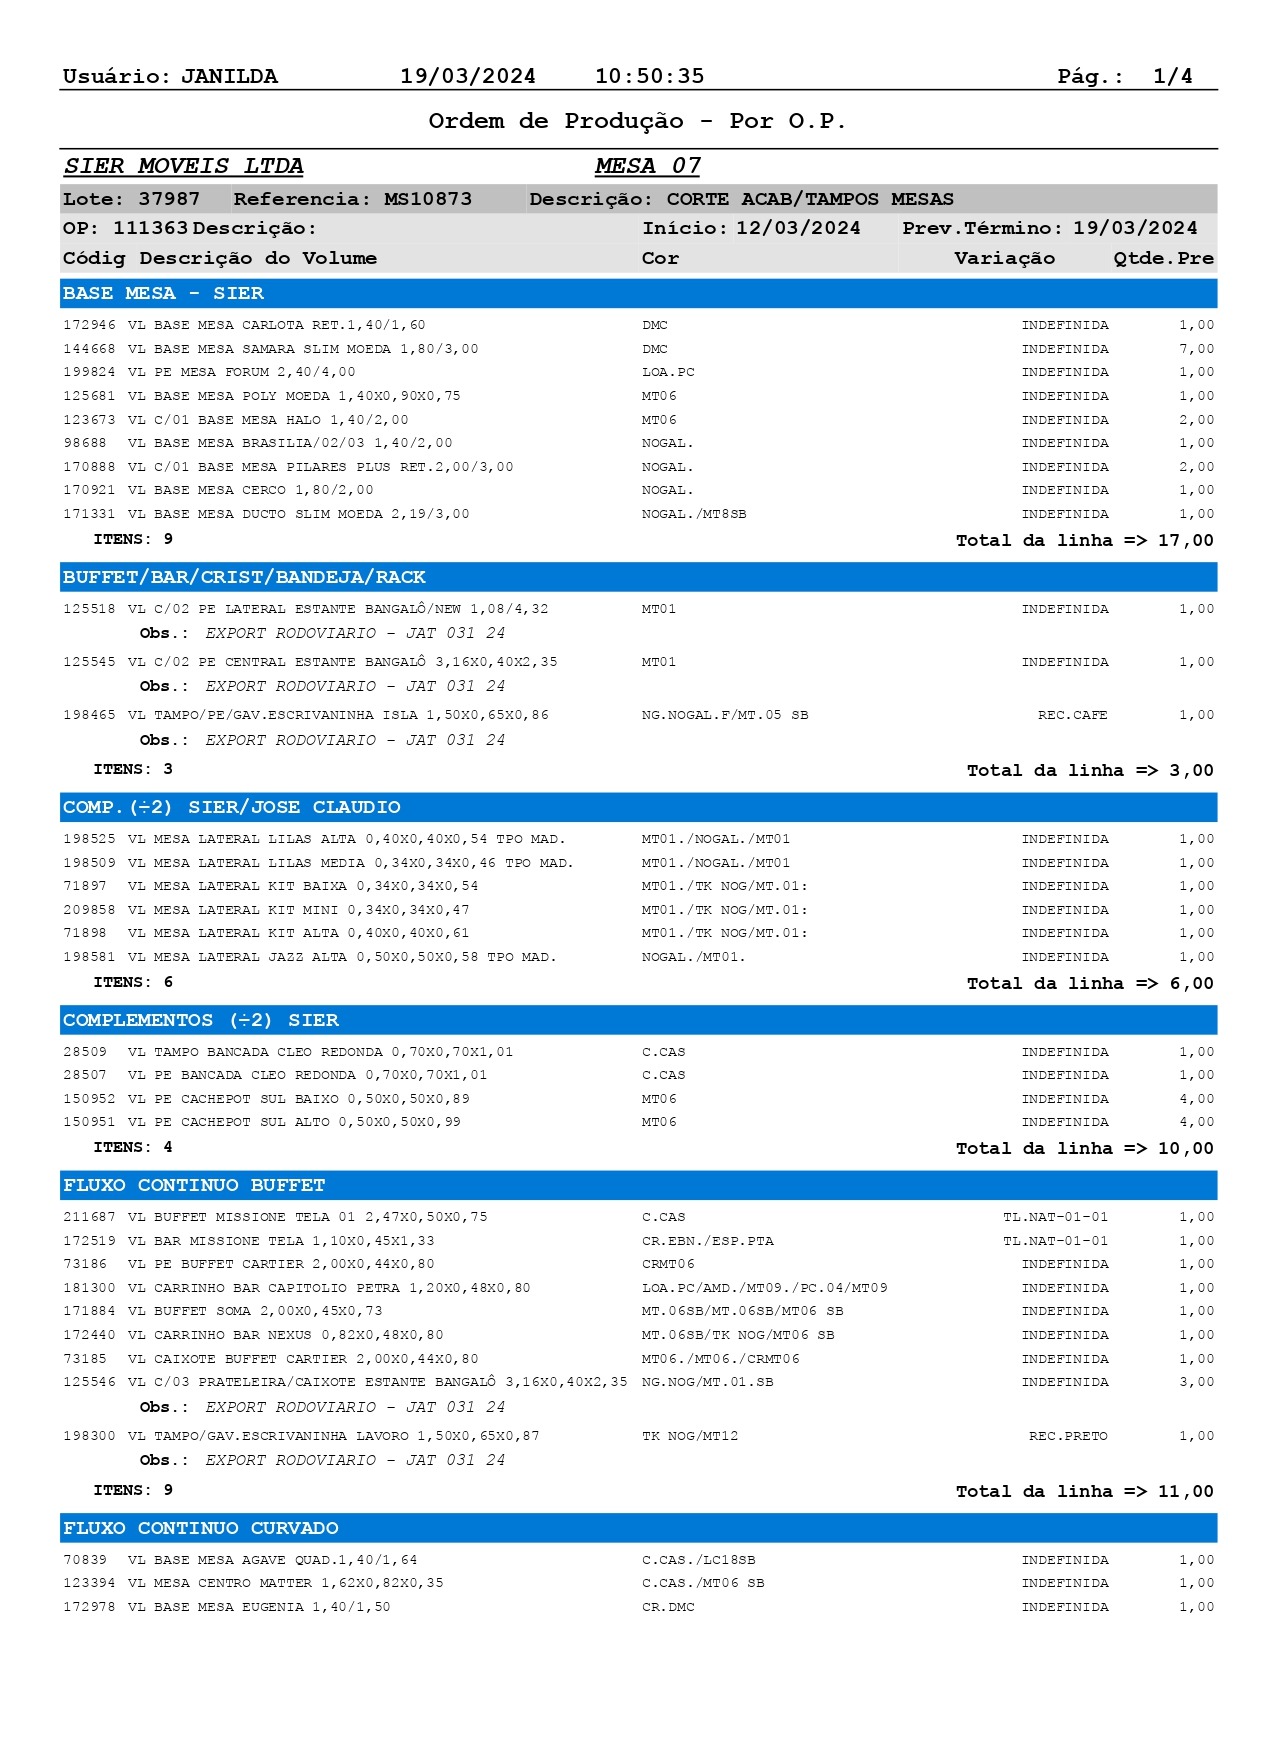 Usuário: JANILDA 19/03/2024 10:50:35 Pág.: 1/4
Ordem de Produção - Por O.P.
SIER MOVEIS LTDA MESA 07
Lote: 37987 Referencia: MS10873 Descrição: CORTE ACAB/TAMPOS MESAS
OP: 111363 Descrição: Início: 12/03/2024 Prev.Término: 19/03/2024
Códig Descrição do Volume Cor Variação Qtde.Pre
BASE MESA - SIER
172946 VL BASE MESA CARLOTA RET.1,40/1,60 DMC INDEFINIDA 1,00
144668 VL BASE MESA SAMARA SLIM MOEDA 1,80/3,00 DMC INDEFINIDA 7,00
199824 VL PE MESA FORUM 2,40/4,00 LOA.PC INDEFINIDA 1,00
125681 VL BASE MESA POLY MOEDA 1,40X0,90X0,75 MT06 INDEFINIDA 1,00
123673 VL C/01 BASE MESA HALO 1,40/2,00 MT06 INDEFINIDA 2,00
98688 VL BASE MESA BRASILIA/02/03 1,40/2,00 NOGAL. INDEFINIDA 1,00
170888 VL C/01 BASE MESA PILARES PLUS RET.2,00/3,00 NOGAL. INDEFINIDA 2,00
170921 VL BASE MESA CERCO 1,80/2,00 NOGAL. INDEFINIDA 1,00
171331 VL BASE MESA DUCTO SLIM MOEDA 2,19/3,00 NOGAL./MT8SB INDEFINIDA 1,00
ITENS: 9 Total da linha => 17,00
BUFFET/BAR/CRIST/BANDEJA/RACK
125518 VL C/02 PE LATERAL ESTANTE BANGALÔ/NEW 1,08/4,32 MT01 INDEFINIDA 1,00
Obs.: EXPORT RODOVIARIO - JAT 031 24
125545 VL C/02 PE CENTRAL ESTANTE BANGALÔ 3,16X0,40X2,35 MT01 INDEFINIDA 1,00
Obs.: EXPORT RODOVIARIO - JAT 031 24
198465 VL TAMPO/PE/GAV.ESCRIVANINHA ISLA 1,50X0,65X0,86 NG.NOGAL.F/MT.05 SB REC.CAFE 1,00
Obs.: EXPORT RODOVIARIO - JAT 031 24
ITENS: 3 Total da linha => 3,00
COMP.(÷2) SIER/JOSE CLAUDIO
198525 VL MESA LATERAL LILAS ALTA 0,40X0,40X0,54 TPO MAD. MT01./NOGAL./MT01 INDEFINIDA 1,00
198509 VL MESA LATERAL LILAS MEDIA 0,34X0,34X0,46 TPO MAD. MT01./NOGAL./MT01 INDEFINIDA 1,00
71897 VL MESA LATERAL KIT BAIXA 0,34X0,34X0,54 MT01./TK NOG/MT.01: INDEFINIDA 1,00
209858 VL MESA LATERAL KIT MINI 0,34X0,34X0,47 MT01./TK NOG/MT.01: INDEFINIDA 1,00
71898 VL MESA LATERAL KIT ALTA 0,40X0,40X0,61 MT01./TK NOG/MT.01: INDEFINIDA 1,00
198581 VL MESA LATERAL JAZZ ALTA 0,50X0,50X0,58 TPO MAD. NOGAL./MT01. INDEFINIDA 1,00
ITENS: 6 Total da linha => 6,00
COMPLEMENTOS (÷2) SIER
28509 VL TAMPO BANCADA CLEO REDONDA 0,70X0,70X1,01 C.CAS INDEFINIDA 1,00
28507 VL PE BANCADA CLEO REDONDA 0,70X0,70X1,01 C.CAS INDEFINIDA 1,00
150952 VL PE CACHEPOT SUL BAIXO 0,50X0,50X0,89 MT06 INDEFINIDA 4,00
150951 VL PE CACHEPOT SUL ALTO 0,50X0,50X0,99 MT06 INDEFINIDA 4,00
ITENS: 4 Total da linha => 10,00
FLUXO CONTINUO BUFFET
211687 VL BUFFET MISSIONE TELA 01 2,47X0,50X0,75 C.CAS TL.NAT-01-01 1,00
172519 VL BAR MISSIONE TELA 1,10X0,45X1,33 CR.EBN./ESP.PTA TL.NAT-01-01 1,00
73186 VL PE BUFFET CARTIER 2,00X0,44X0,80 CRMT06 INDEFINIDA 1,00
181300 VL CARRINHO BAR CAPITOLIO PETRA 1,20X0,48X0,80 LOA.PC/AMD./MT09./PC.04/MT09 INDEFINIDA 1,00
171884 VL BUFFET SOMA 2,00X0,45X0,73 MT.06SB/MT.06SB/MT06 SB INDEFINIDA 1,00
172440 VL CARRINHO BAR NEXUS 0,82X0,48X0,80 MT.06SB/TK NOG/MT06 SB INDEFINIDA 1,00
73185 VL CAIXOTE BUFFET CARTIER 2,00X0,44X0,80 MT06./MT06./CRMT06 INDEFINIDA 1,00
125546 VL C/03 PRATELEIRA/CAIXOTE ESTANTE BANGALÔ 3,16X0,40X2,35 NG.NOG/MT.01.SB INDEFINIDA 3,00
Obs.: EXPORT RODOVIARIO - JAT 031 24
198300 VL TAMPO/GAV.ESCRIVANINHA LAVORO 1,50X0,65X0,87 TK NOG/MT12 REC.PRETO 1,00
Obs.: EXPORT RODOVIARIO - JAT 031 24
ITENS: 9 Total da linha => 11,00
FLUXO CONTINUO CURVADO
70839 VL BASE MESA AGAVE QUAD.1,40/1,64 C.CAS./LC18SB INDEFINIDA 1,00
123394 VL MESA CENTRO MATTER 1,62X0,82X0,35 C.CAS./MT06 SB INDEFINIDA 1,00
172978 VL BASE MESA EUGENIA 1,40/1,50 CR.DMC INDEFINIDA 1,00